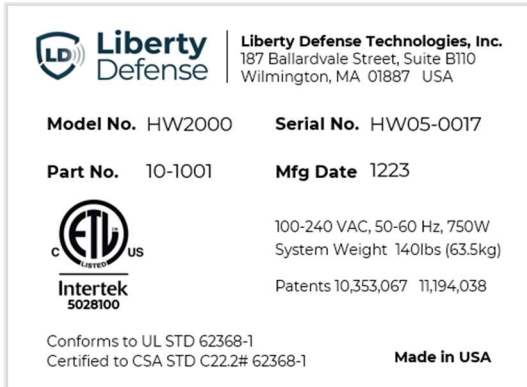 LD Liberty Defense
Liberty Defense Technologies, Inc.
187 Ballardvale Street, Suite B110
Wilmington, MA 01887 USA
Model No. HW2000 Serial No. HW05-0017
Part No. 10-1001 Mfg Date 1223
ETL
C US
LISTED
Intertek
5028100
100-240 VAC, 50-60 Hz, 750W
System Weight 140lbs (63.5kg)
Patents 10,353,067 11,194,038
Conforms to UL STD 62368-1
Certified to CSA STD C22.2# 62368-1
Made in USA